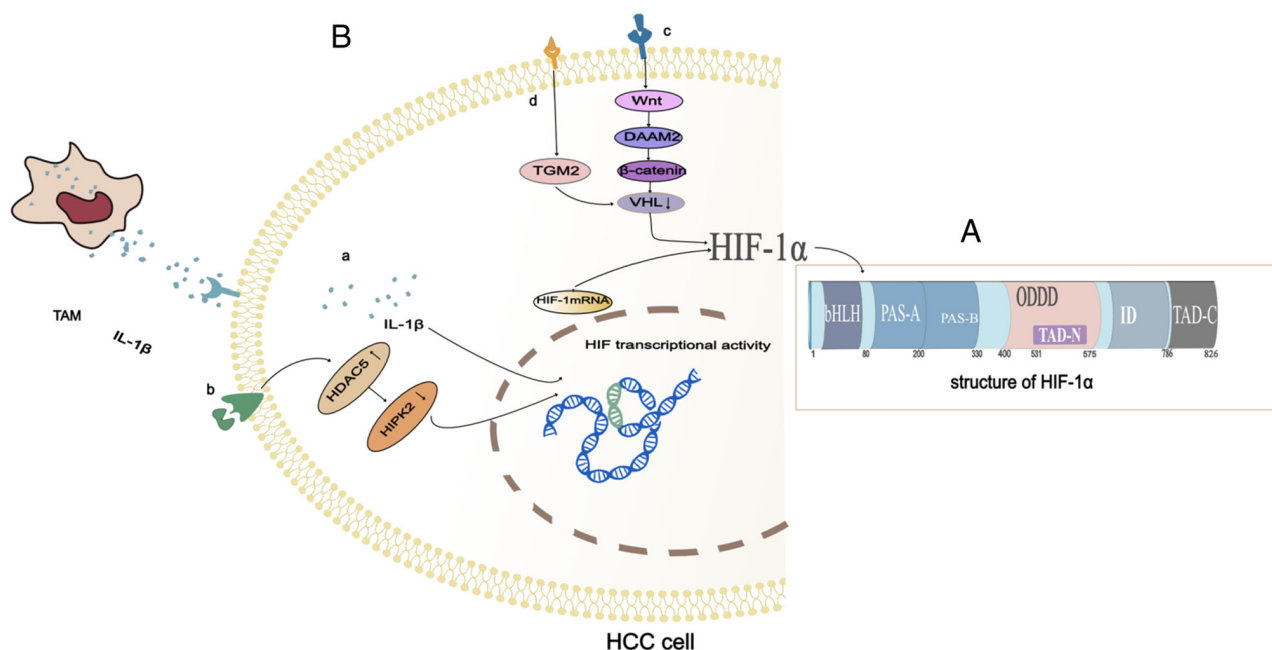 B
c
d
Wnt
DAAM2
TGM2
β-catenin
VHL↓
HIF-1α
A
a
HIF-1mRNA
TAM
IL-1β
IL-1β
HIF transcriptional activity
b
HDAC5 ↑
HIPK2 ↓
bHLH
PAS-A
PAS-B
ODDD
TAD-N
ID
TAD-C
1 80 200 330 400 531 575 786 826
structure of HIF-1α
HCC cell